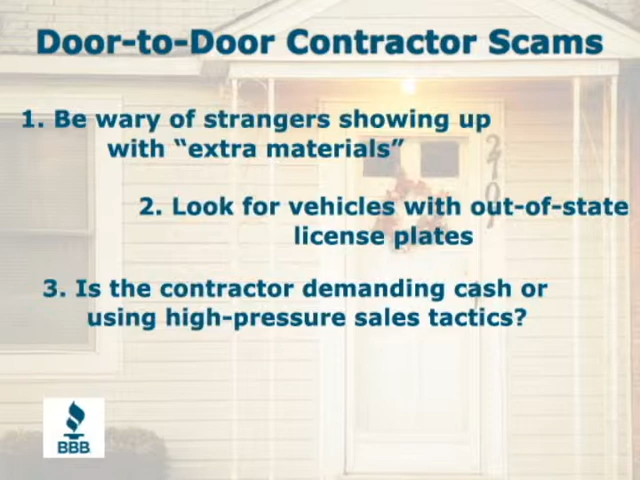 Door-to-Door Contractor Scams
1. Be wary of strangers showing up
with “extra materials”
2. Look for vehicles with out-of-state
license plates
3. Is the contractor demanding cash or
using high-pressure sales tactics?
BBB